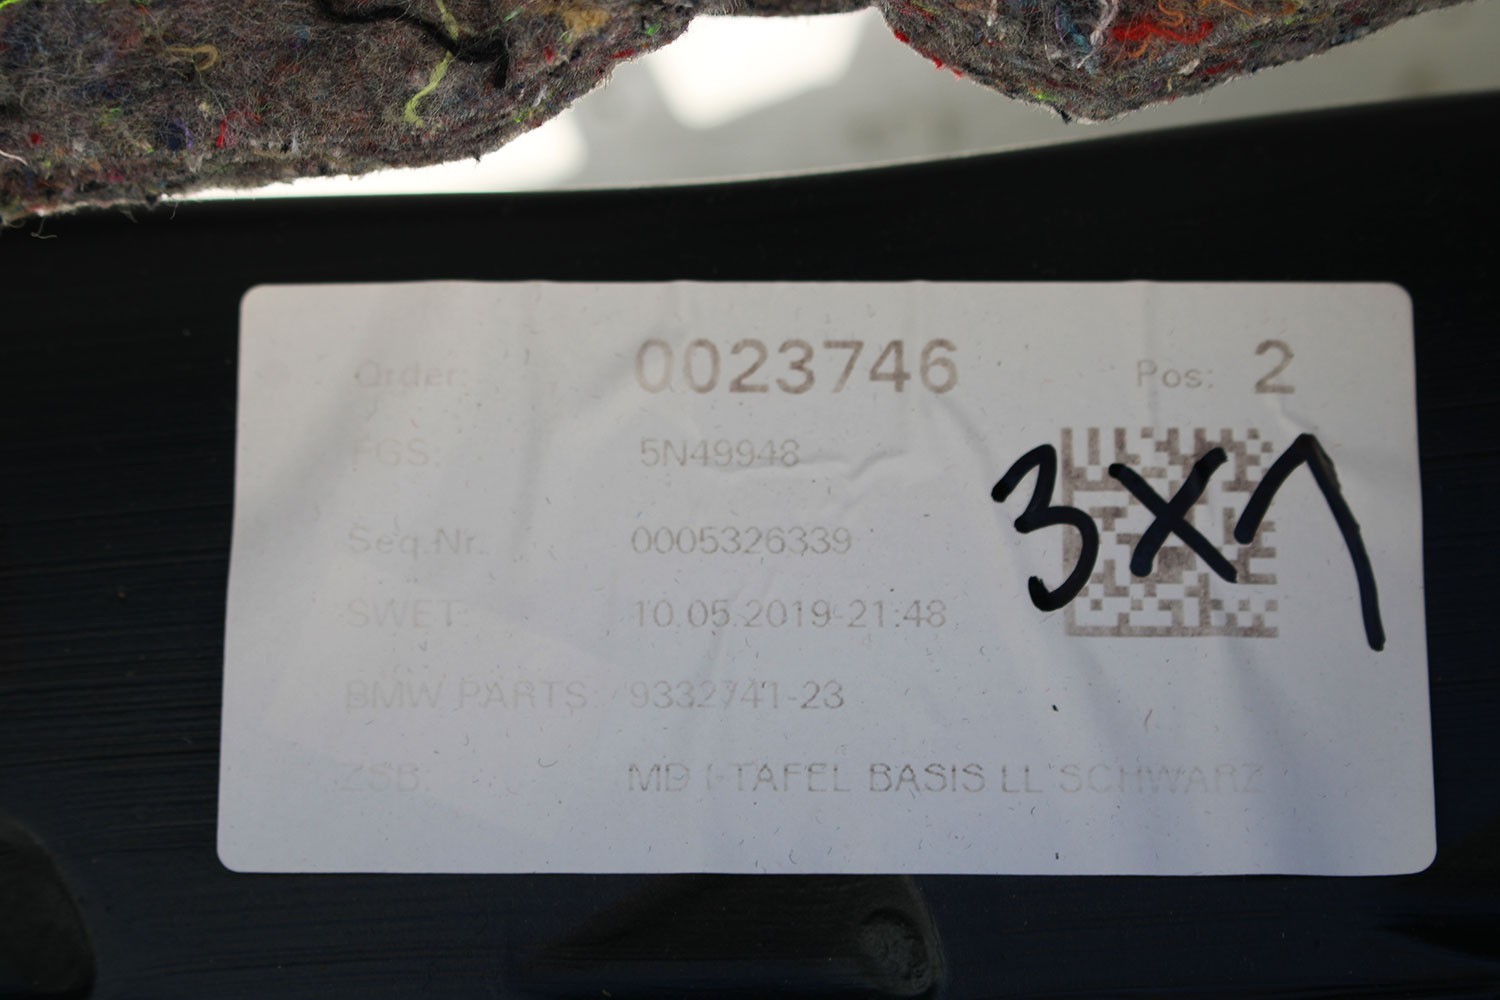 Order: 0023746 Pos: 2
FGS: 5N49948
3X1
Seq.Nr. 0005326339
SWET: 10.05.2019-21:48
BMW PARTS: 9332741-23
ZSB: MD I-TAFEL BASIS LL SCHWARZ